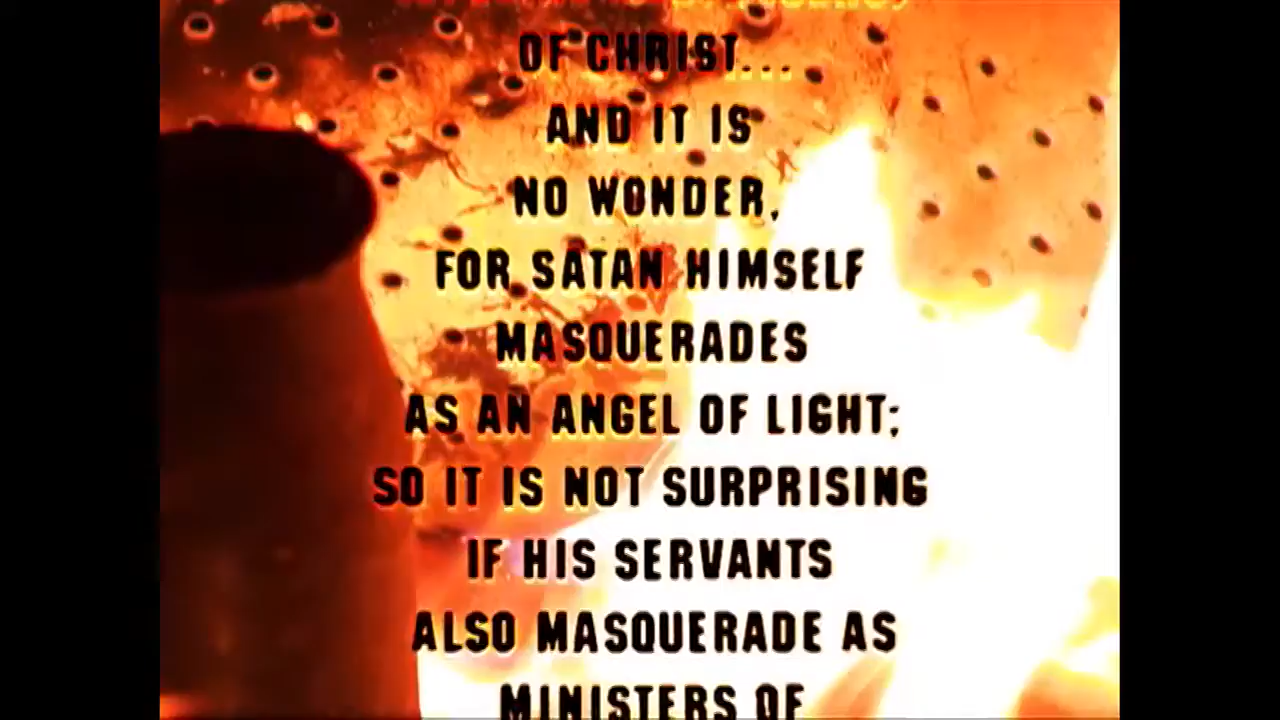 OF CHRIST...
AND IT IS
NO WONDER,
FOR SATAN HIMSELF
MASQUERADES
AS AN ANGEL OF LIGHT;
SO IT IS NOT SURPRISING
IF HIS SERVANTS
ALSO MASQUERADE AS
MINISTERS OF